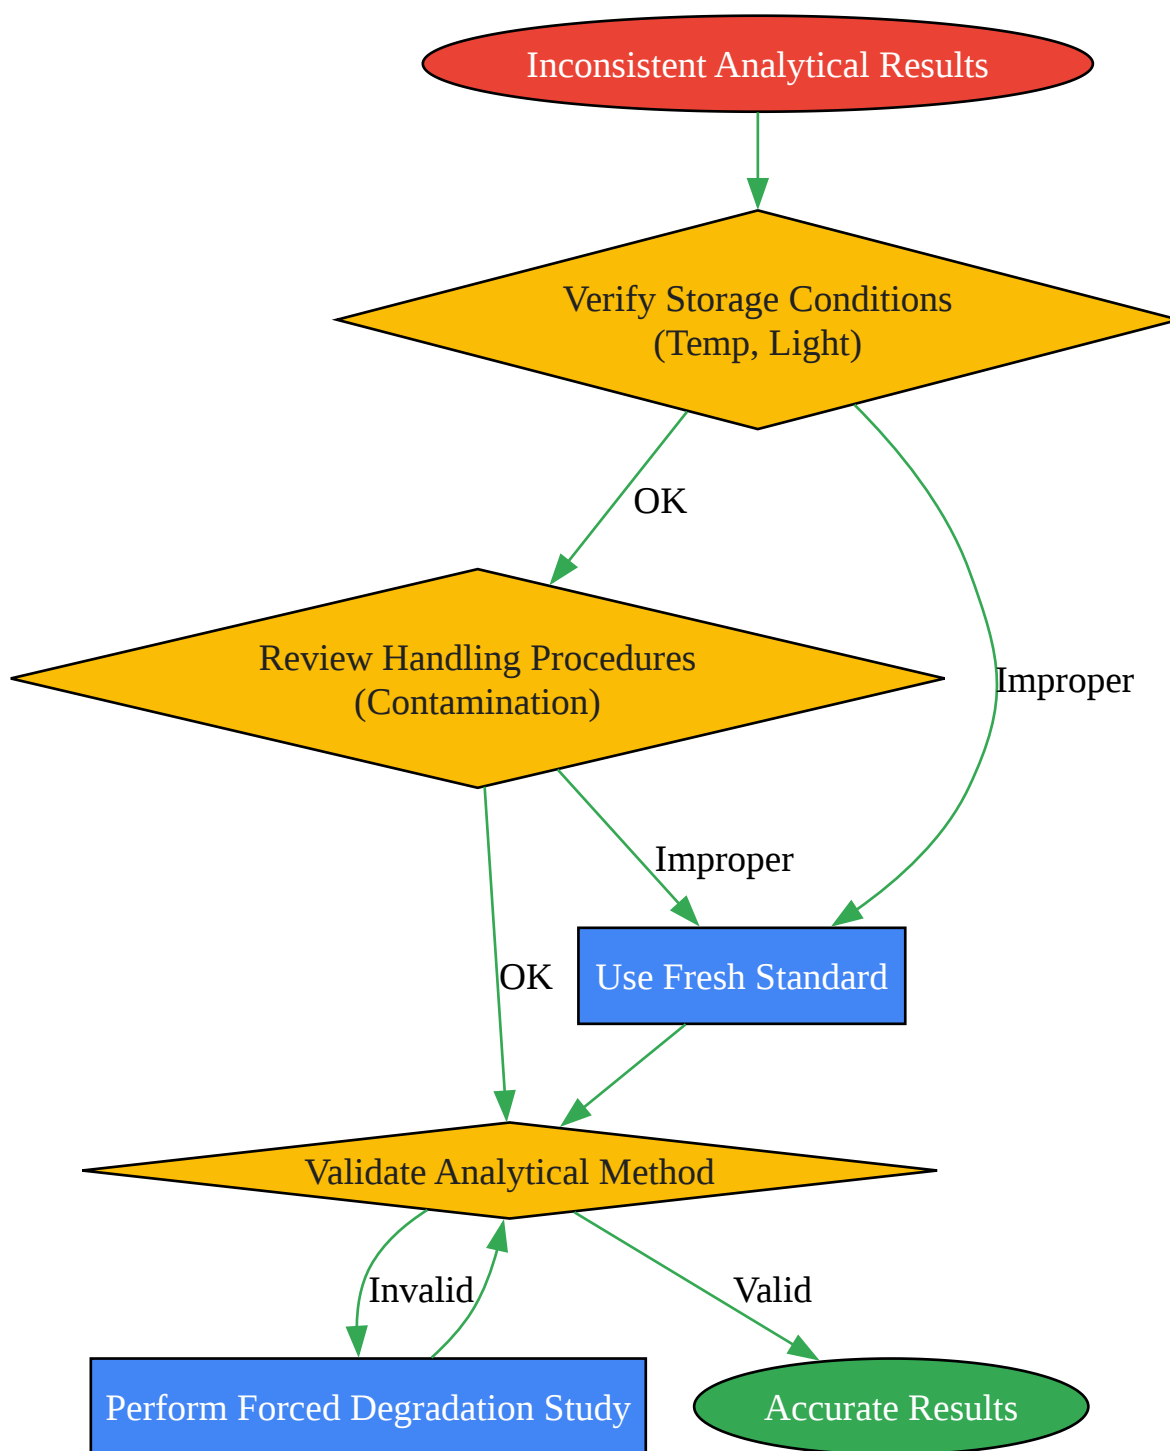 Inconsistent Analytical Results
Verify Storage Conditions
(Temp, Light)
OK
Review Handling Procedures
(Contamination)
Improper
Improper
OK
Use Fresh Standard
Validate Analytical Method
Invalid
Valid
Perform Forced Degradation Study
Accurate Results